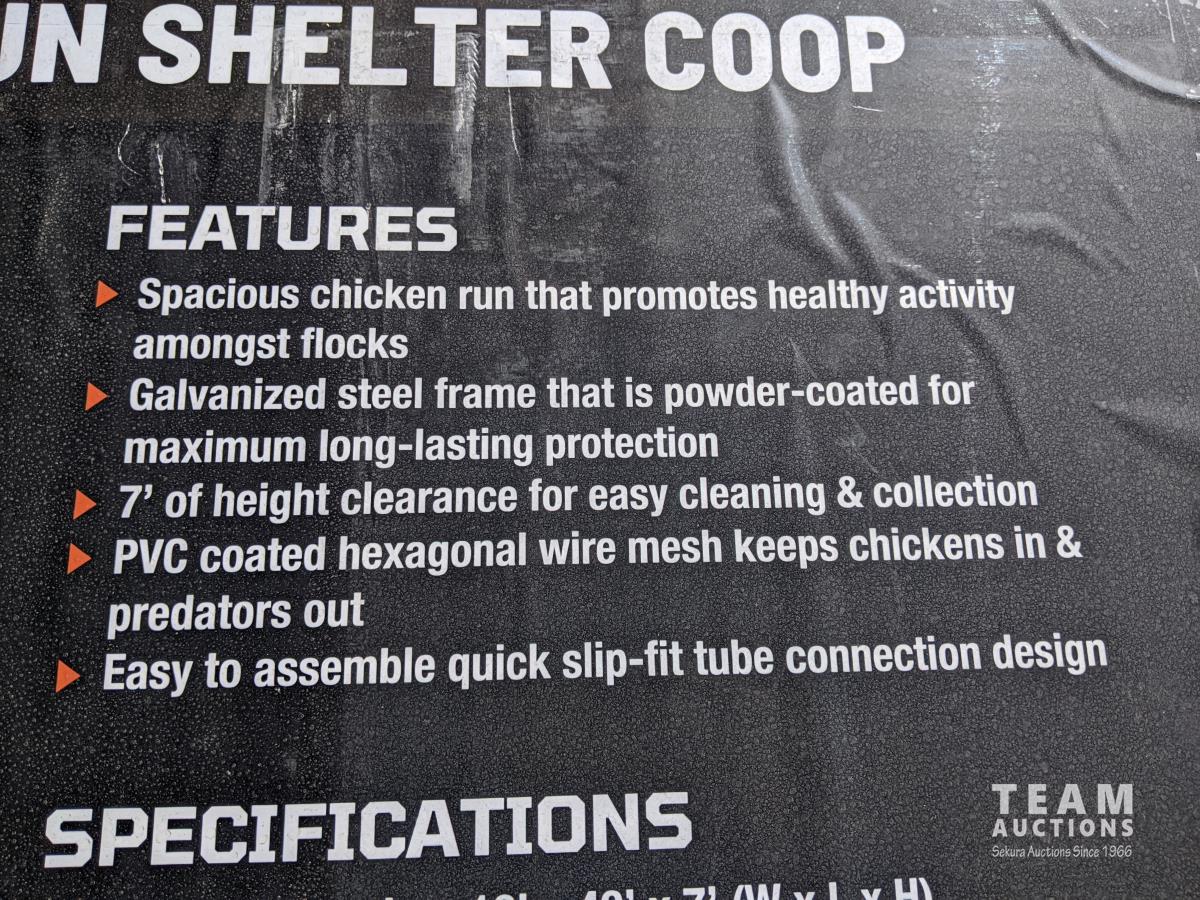 UN SHELTER COOP
FEATURES
Spacious chicken run that promotes healthy activity
amongst flocks
Galvanized steel frame that is powder-coated for
maximum long-lasting protection
7’ of height clearance for easy cleaning & collection
PVC coated hexagonal wire mesh keeps chickens in &
predators out
Easy to assemble quick slip-fit tube connection design
SPECIFICATIONS
x 7' (W x L x H)
TEAM
AUCTIONS
Sekura Auctions Since 1966